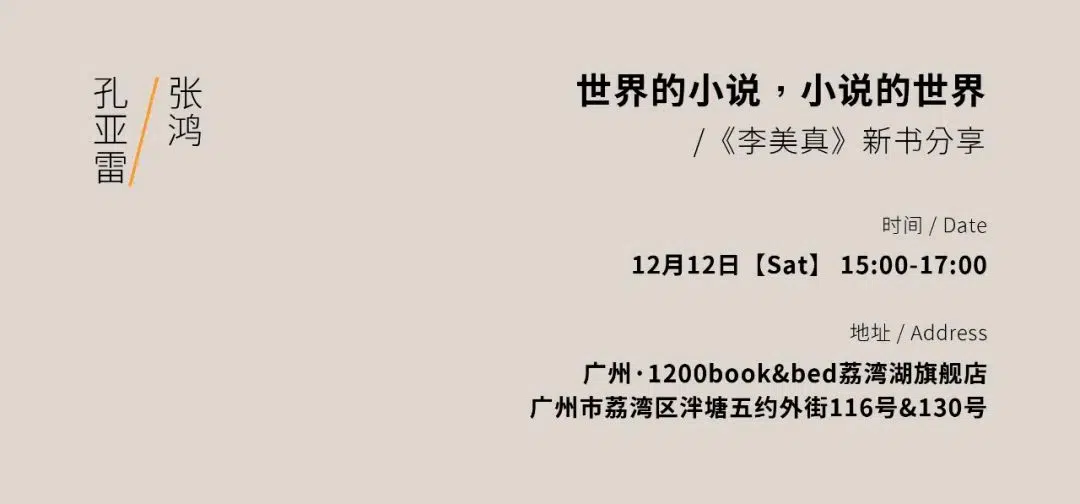 孔亚雷
张鸿
世界的小说，小说的世界
/《李美真》新书分享
时间 / Date
12月12日【Sat】 15:00-17:00
地址 / Address
广州·1200book&bed荔湾湖旗舰店
广州市荔湾区泮塘五约外街116号&130号